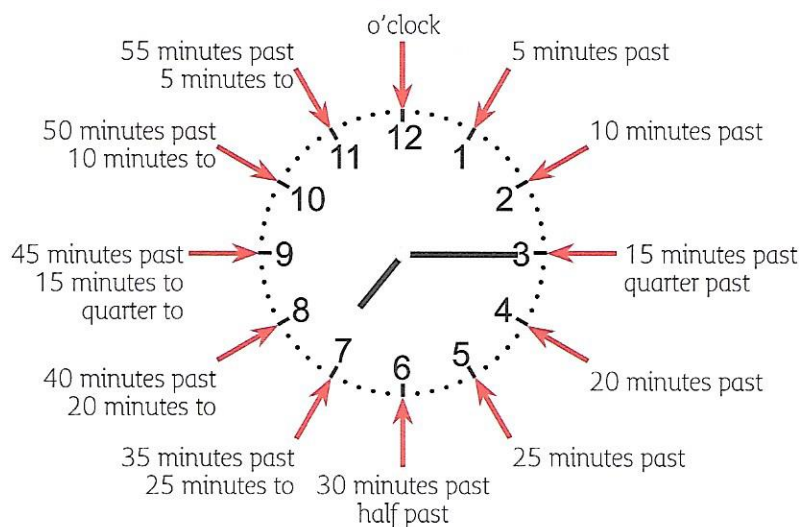 o'clock
55 minutes past
5 minutes to
5 minutes past
50 minutes past
10 minutes to
10 minutes past
12
11
1
10
2
45 minutes past
15 minutes to
quarter to
9
3
15 minutes past
quarter past
8
4
7
5
6
40 minutes past
20 minutes to
20 minutes past
35 minutes past
25 minutes to
30 minutes past
half past
25 minutes past